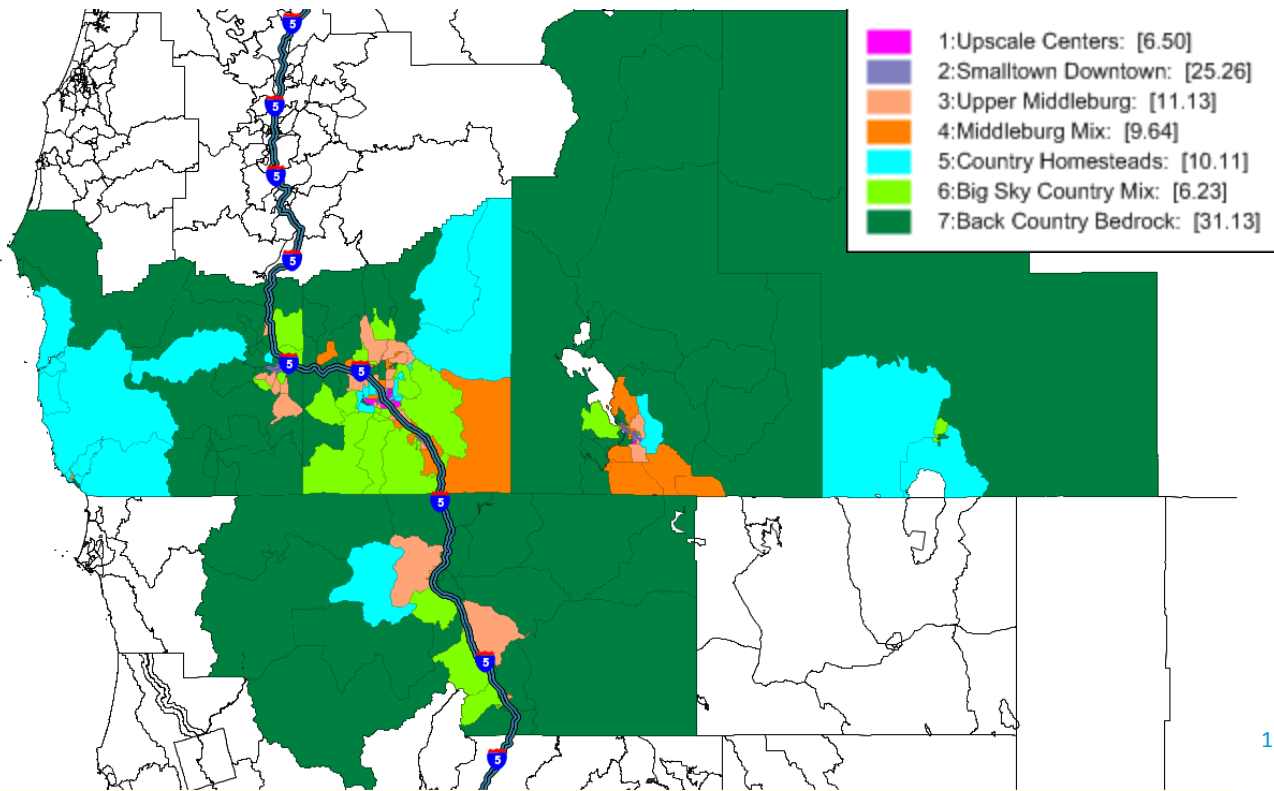 5
1:Upscale Centers: [6.50]
2:Smalltown Downtown: [25.26]
3:Upper Middleburg: [11.13]
4:Middleburg Mix: [9.64]
5:Country Homesteads: [10.11]
6:Big Sky Country Mix: [6.23]
7:Back Country Bedrock: [31.13]
5
5
5
5
5
5
5
1
5